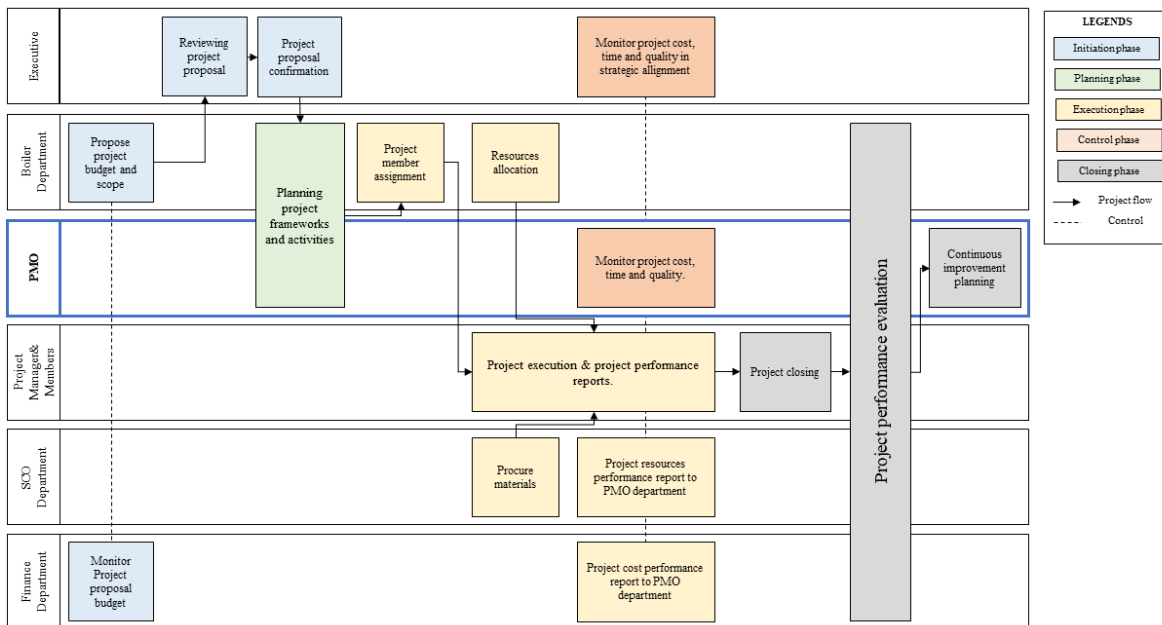 Executive
Reviewing
project
proposal
Project
proposal
confirmation
Monitor project cost,
time and quality in
strategic allignment
Boiler
Department
Propose
project
budget and
scope
Planning
project
frameworks
and activities
Project
member
assignment
Resources
allocation
PMO
Monitor project cost,
time and quality.
Continuous
improvement
planning
Project
Manager&
Members
Project execution & project performance
reports.
Project closing
Project performance evaluation
SCO
Department
Procure
materials
Project resources
performance report to
PMO department
Finance
Department
Monitor
Project
proposal
budget
Project cost performance
report to PMO
department
LEGENDS
Initiation phase
Planning phase
Execution phase
Control phase
Closing phase
Project flow
Control